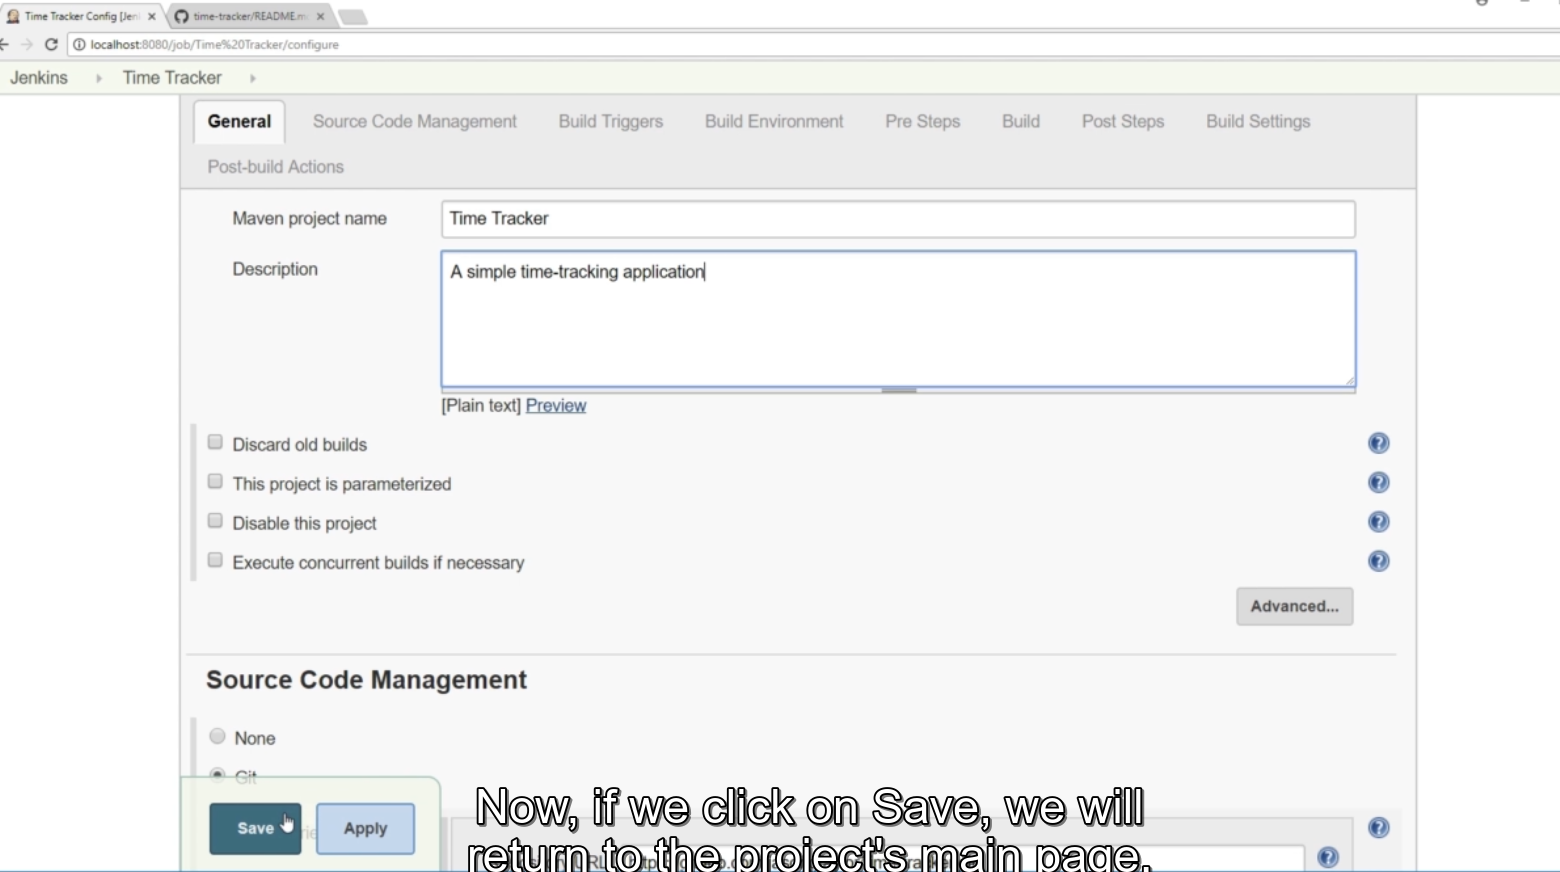 Time Tracker Config [Jen
time-tracker/README.m
localhost:8080/job/Time%20Tracker/configure
Jenkins
Time Tracker
General
Source Code Management
Build Triggers
Build Environment
Pre Steps
Build
Post Steps
Build Settings
Post-build Actions
Maven project name
Time Tracker
Description
A simple time-tracking application
[Plain text] Preview
Discard old builds
This project is parameterized
Disable this project
Execute concurrent builds if necessary
Advanced...
Source Code Management
None
Git
Save
Apply
Now, if we click on Save, we will
return to the project's main page.